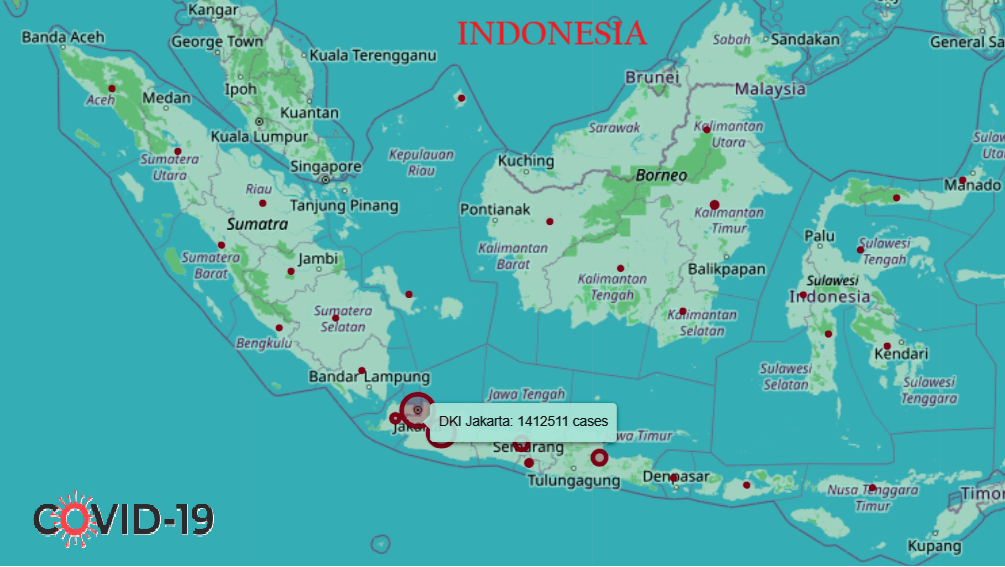 Kangar
INDONESIA
Banda Aceh
George Town
Kuala Terengganu
Sabah
Sandakan
General Sa
Ipoh
Brunei
Malaysia
Aceh
Medan
Kuantan
Kuala Lumpur
Sarawak
Kalimantan
Utara
Sumatera
Utara
Singapore
Kepulauan
Riau
Kuching
Borneo
Manado
Riau
Tanjung Pinang
Pontianak
Kalimantan
Timur
Sumatra
Palu
Sulawesi
Tengah
Sumatera
Barat
Jambi
Kalimantan
Barat
Balikpapan
Kalimantan
Tengah
Sulawesi
Indonesia
Sumatera
Selatan
Kalimantan
Selatan
Bengkulu
Kendari
Bandar Lampung
Sulawesi
Selatan
Sulawesi
Tenggara
Jawa Tengah
DKI Jakarta: 1412511 cases
Jaka
wa Timur
Semarang
Tulungagung
Denpasar
Nusa Tenggara
Timur
Timor
COVID-19
Kupang